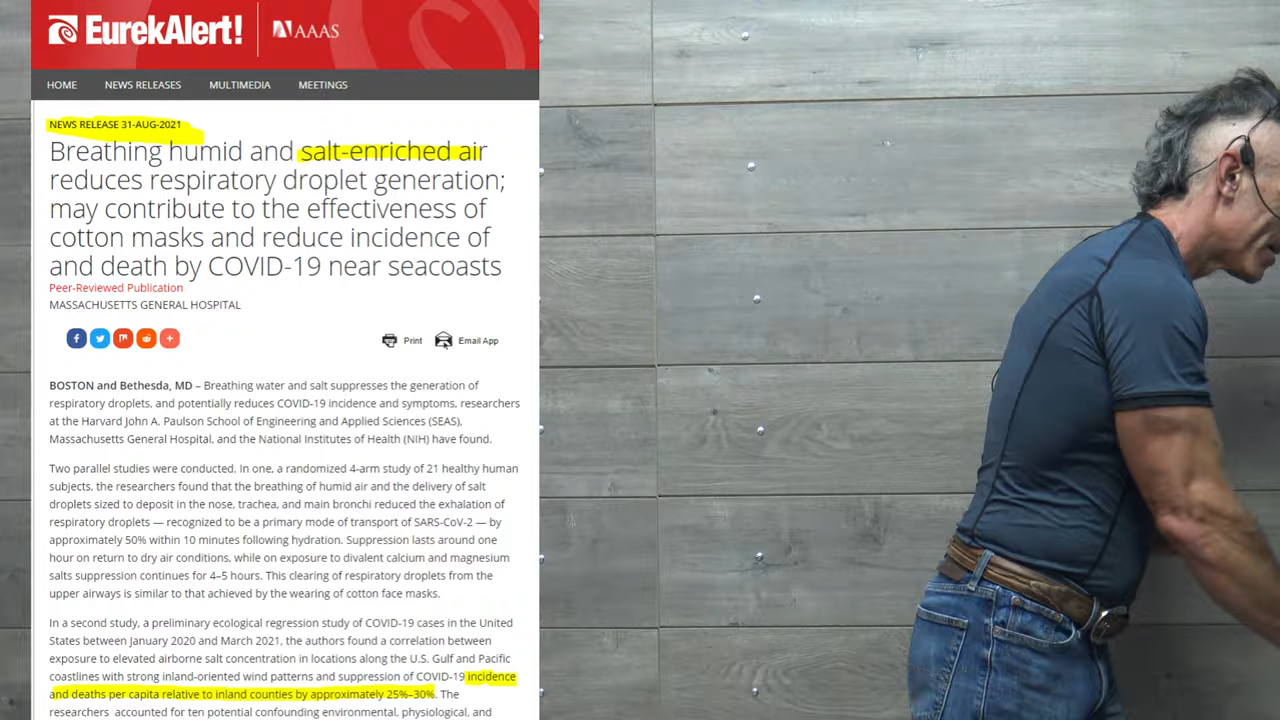 EurekAlert! AAAS
HOME NEWS RELEASES MULTIMEDIA MEETINGS
NEWS RELEASE 31-AUG-2021
Breathing humid and salt-enriched air
reduces respiratory droplet generation;
may contribute to the effectiveness of
cotton masks and reduce incidence of
and death by COVID-19 near seacoasts
Peer-Reviewed Publication
MASSACHUSETTS GENERAL HOSPITAL
Print Email App
BOSTON and Bethesda, MD – Breathing water and salt suppresses the generation of
respiratory droplets, and potentially reduces COVID-19 incidence and symptoms, researchers
at the Harvard John A. Paulson School of Engineering and Applied Sciences (SEAS),
Massachusetts General Hospital, and the National Institutes of Health (NIH) have found.
Two parallel studies were conducted. In one, a randomized 4-arm study of 21 healthy human
subjects, the researchers found that the breathing of humid air and the delivery of salt
droplets sized to deposit in the nose, trachea, and main bronchi reduced the exhalation of
respiratory droplets — recognized to be a primary mode of transport of SARS-CoV-2 — by
approximately 50% within 10 minutes following hydration. Suppression lasts around one
hour on return to dry air conditions, while on exposure to divalent calcium and magnesium
salts suppression continues for 4–5 hours. This clearing of respiratory droplets from the
upper airways is similar to that achieved by the wearing of cotton face masks.
In a second study, a preliminary ecological regression study of COVID-19 cases in the United
States between January 2020 and March 2021, the authors found a correlation between
exposure to elevated airborne salt concentration in locations along the U.S. Gulf and Pacific
coastlines with strong inland-oriented wind patterns and suppression of COVID-19 incidence
and deaths per capita relative to inland counties by approximately 25%–30%. The
researchers accounted for ten potential confounding environmental, physiological, and